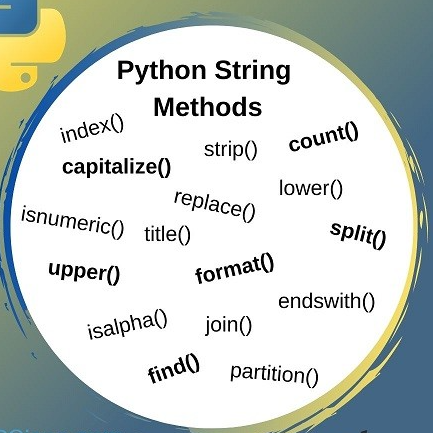 Python String
Methods
index()
strip()
count()
capitalize()
replace()
lower()
isnumeric()
title()
split()
upper()
format()
endswith()
isalpha()
join()
find()
partition()